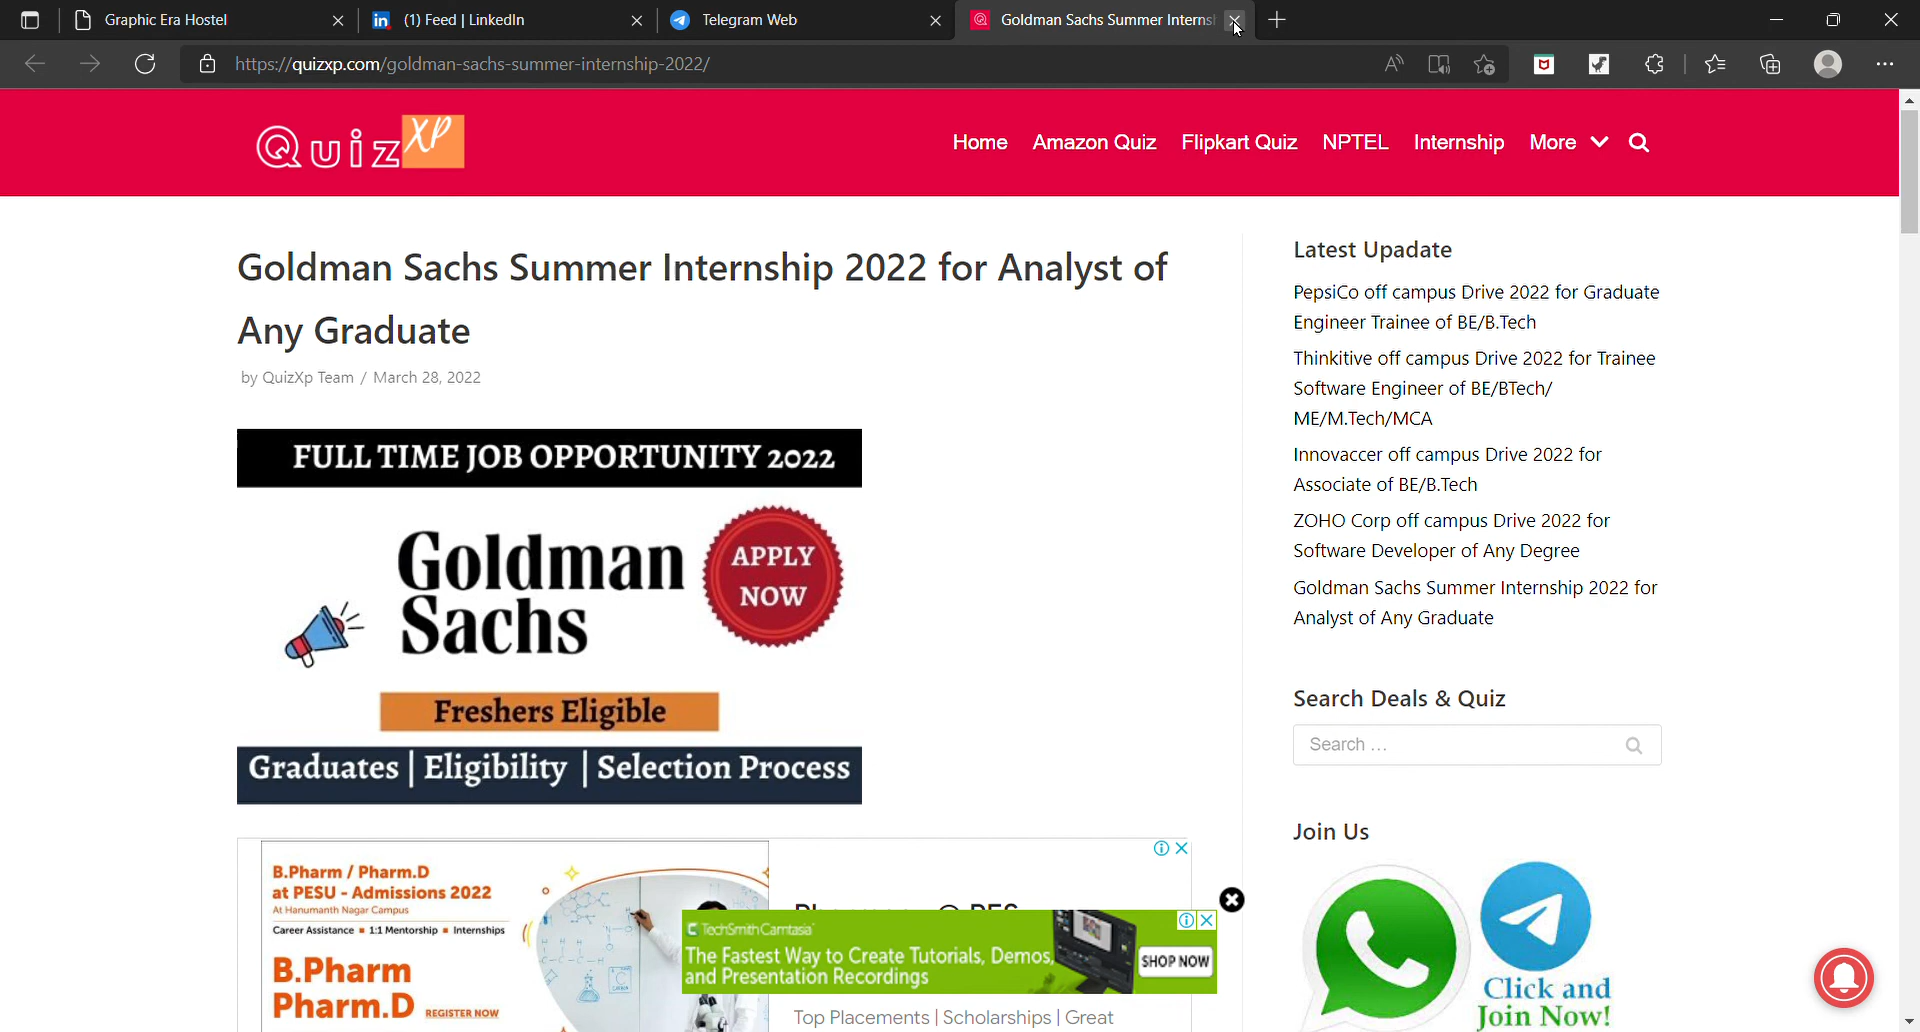 Graphic Era Hostel
(1) Feed | LinkedIn
Telegram Web
Goldman Sachs Summer Interns
https://quizxp.com/goldman-sachs-summer-internship-2022/
Quiz XP
Home Amazon Quiz Flipkart Quiz NPTEL Internship More
Goldman Sachs Summer Internship 2022 for Analyst of
Any Graduate
by QuizXp Team / March 28, 2022
FULL TIME JOB OPPORTUNITY 2022
Goldman
Sachs
APPLY
NOW
Freshers Eligible
Graduates | Eligibility | Selection Process
B.Pharm / Pharm.D
at PESU - Admissions 2022
At Hanumanth Nagar Campus
Career Assistance ▪ 1:1 Mentorship ▪ Internships
B.Pharm
Pharm.D REGISTER NOW
Top Placements | Scholarships | Great
TechSmith Camtasia
The Fastest Way to Create Tutorials, Demos,
and Presentation Recordings
SHOP NOW
Latest Upadate
PepsiCo off campus Drive 2022 for Graduate
Engineer Trainee of BE/B.Tech
Thinkitive off campus Drive 2022 for Trainee
Software Engineer of BE/BTech/
ME/M.Tech/MCA
Innovaccer off campus Drive 2022 for
Associate of BE/B.Tech
ZOHO Corp off campus Drive 2022 for
Software Developer of Any Degree
Goldman Sachs Summer Internship 2022 for
Analyst of Any Graduate
Search Deals & Quiz
Search ...
Join Us
Click and
Join Now!